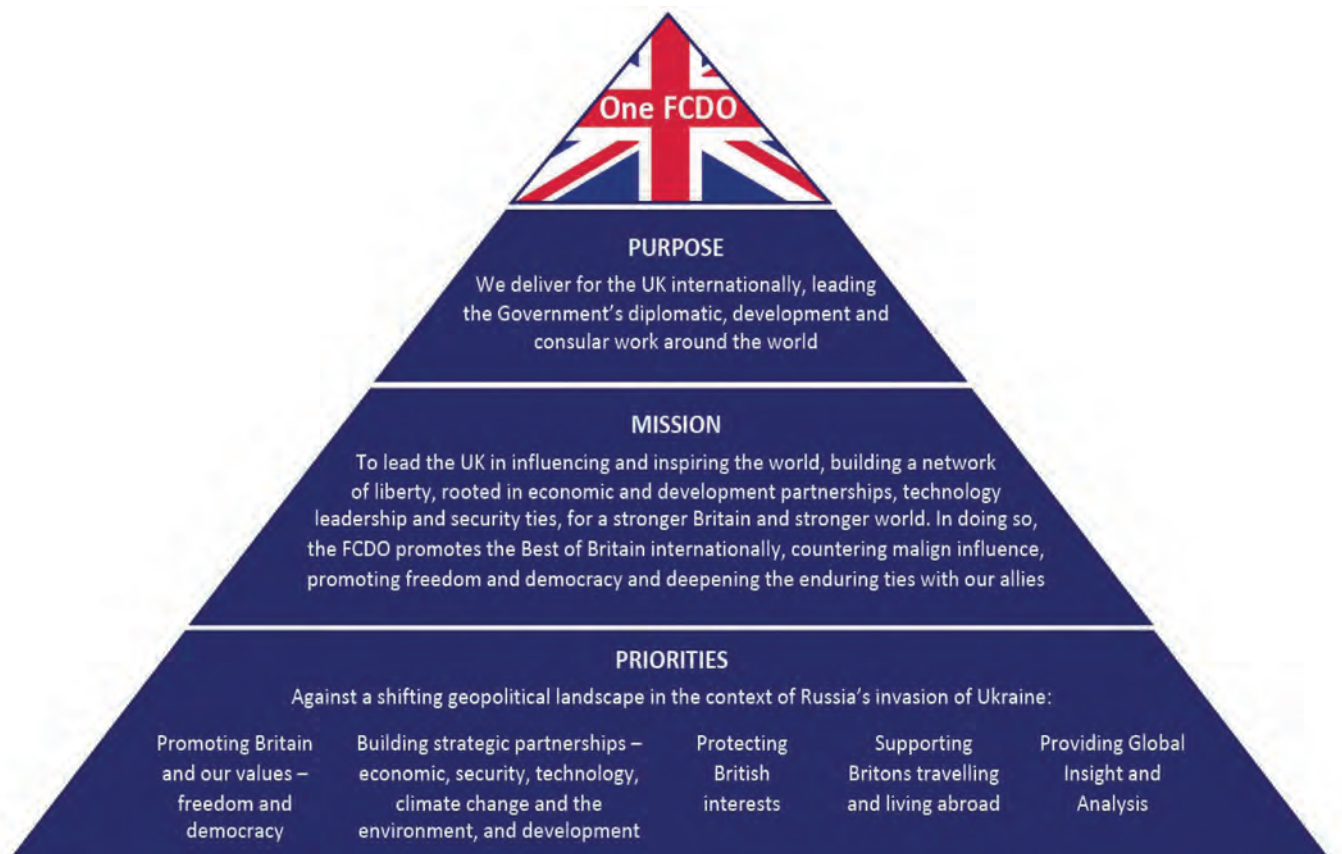 One FCDO
PURPOSE
We deliver for the UK internationally, leading
the Government’s diplomatic, development and
consular work around the world
MISSION
To lead the UK in influencing and inspiring the world, building a network
of liberty, rooted in economic and development partnerships, technology
leadership and security ties, for a stronger Britain and stronger world. In doing so,
the FCDO promotes the Best of Britain internationally, countering malign influence,
promoting freedom and democracy and deepening the enduring ties with our allies
PRIORITIES
Against a shifting geopolitical landscape in the context of Russia’s invasion of Ukraine:
Promoting Britain
and our values –
freedom and
democracy
Building strategic partnerships –
economic, security, technology,
climate change and the
environment, and development
Protecting
British
interests
Supporting
Britons travelling
and living abroad
Providing Global
Insight and
Analysis